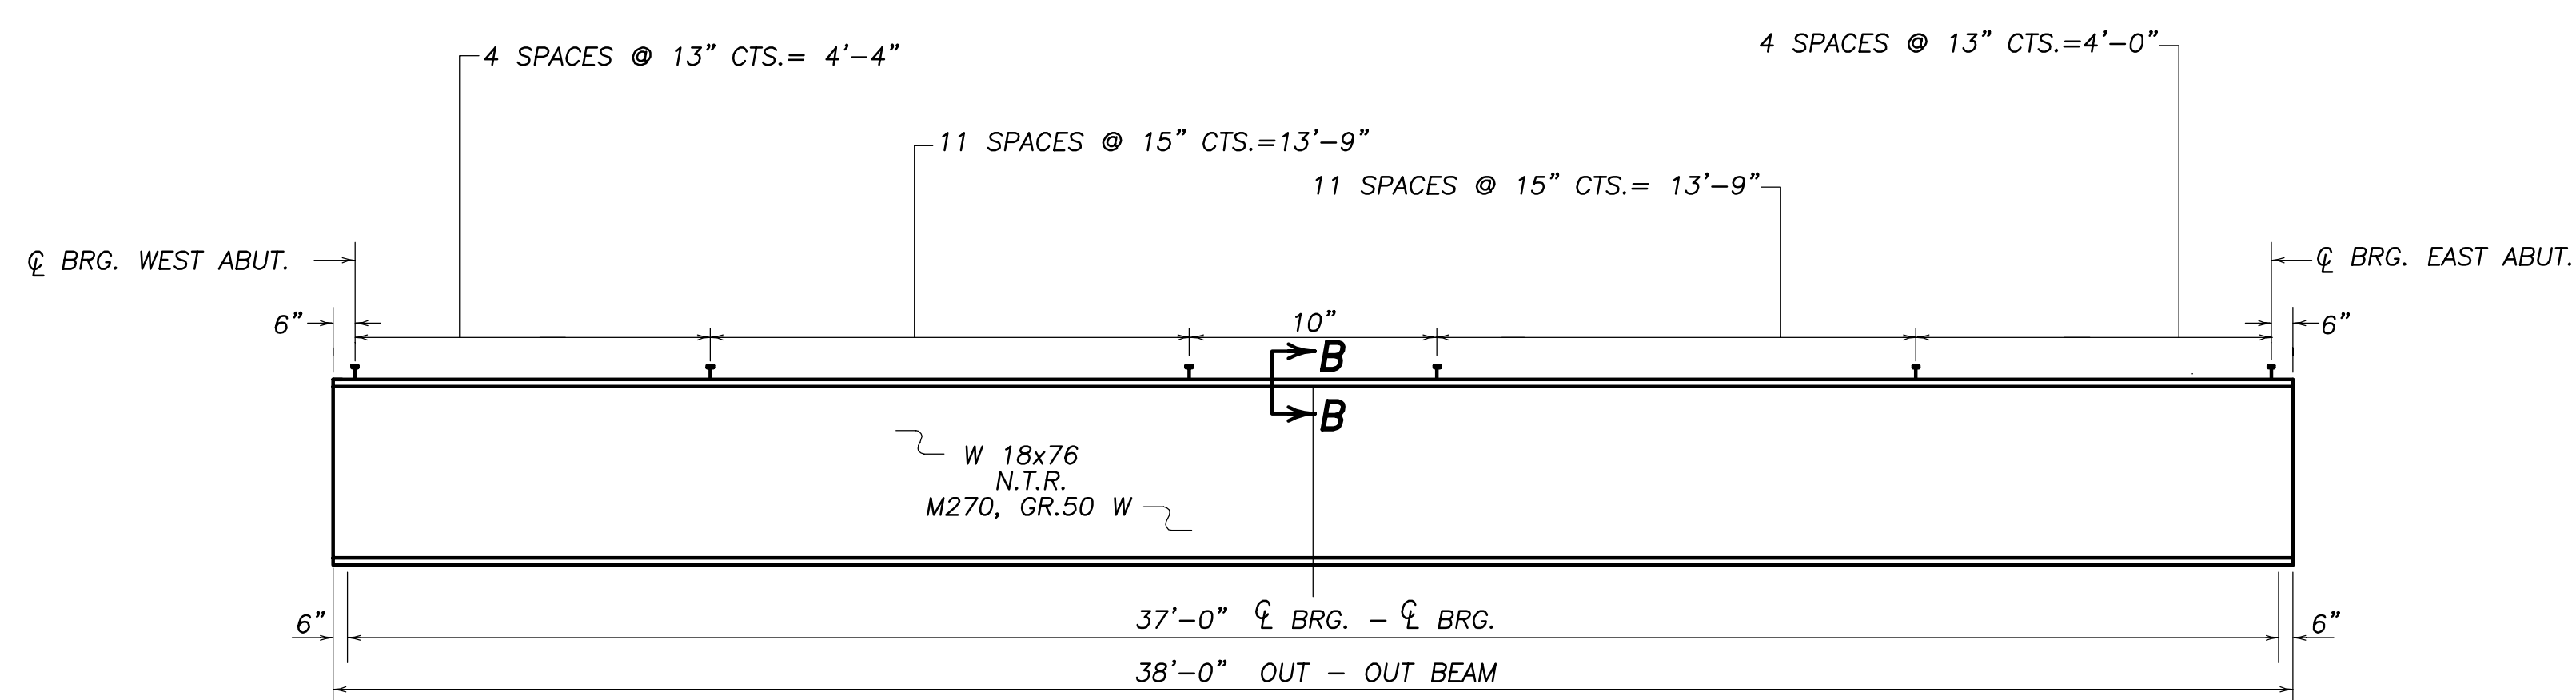 4 SPACES @ 13" CTS.= 4'-4"
4 SPACES @ 13" CTS.=4'-0"
11 SPACES @ 15" CTS.=13'-9"
11 SPACES @ 15" CTS.= 13'-9"
℄ BRG. WEST ABUT.
℄ BRG. EAST ABUT.
6"
10"
6"
B
B
W 18x76
N.T.R.
M270, GR.50 W
6"
37'-0" ℄ BRG. - ℄ BRG.
6"
38'-0" OUT - OUT BEAM